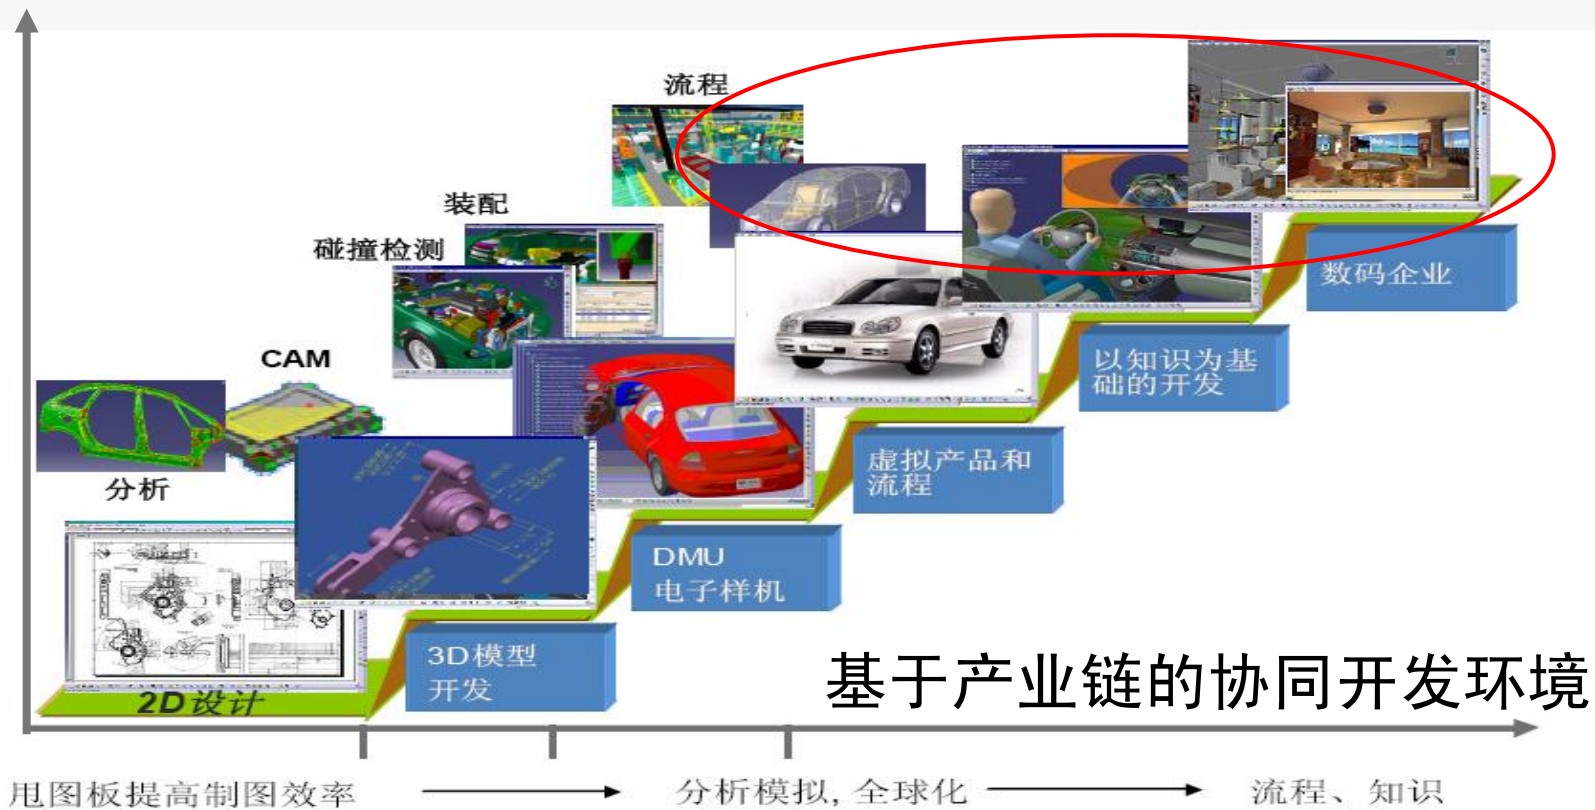 流程
装配
碰撞检测
CAM
分析
2D设计
3D模型
开发
DMU
电子样机
虚拟产品和
流程
以知识为基
础的开发
数码企业
基于产业链的协同开发环境
甩图板提高制图效率
分析模拟,全球化
流程、知识